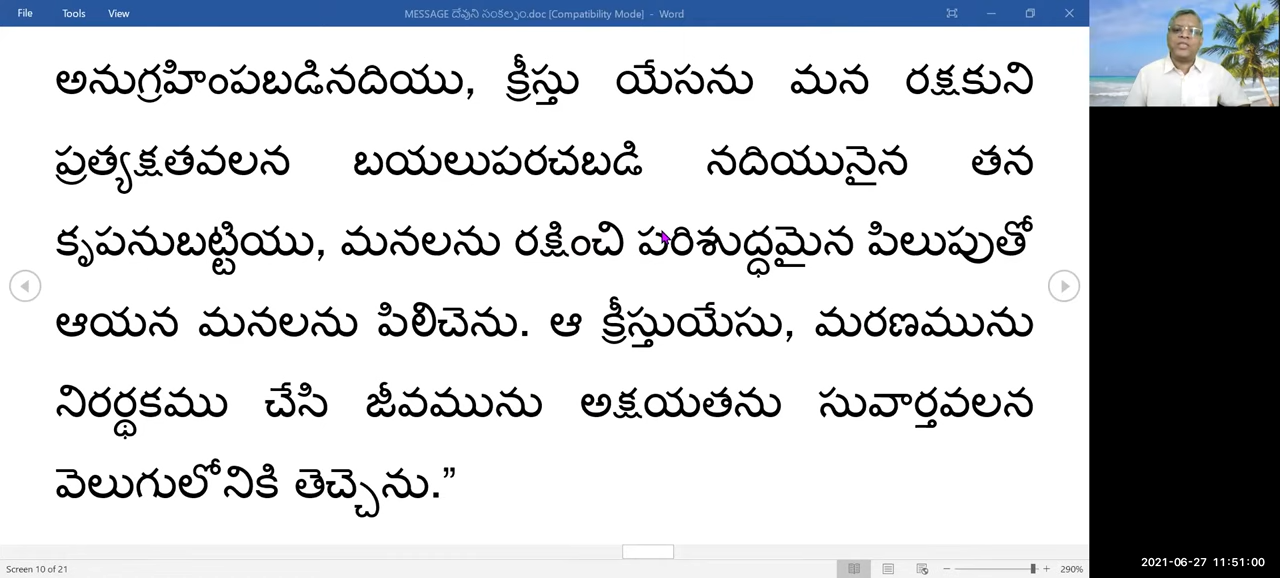 File Tools View MESSAGE దేవుని సంకల్పం.doc [Compatibility Mode] - Word
అనుగ్రహింపబడినదియు, క్రీస్తు యేసను మన రక్షకుని
ప్రత్యక్షతవలన బయలుపరచబడి నదియునైన తన
కృపనుబట్టియు, మనలను రక్షించి పరిశుద్ధమైన పిలుపుతో
ఆయన మనలను పిలిచెను. ఆ క్రీస్తుయేసు, మరణమును
నిరర్థకము చేసి జీవమును అక్షయతను సువార్తవలన
వెలుగులోనికి తెచ్చెను.”
Screen 10 of 21 290%
2021-06-27 11:51:00